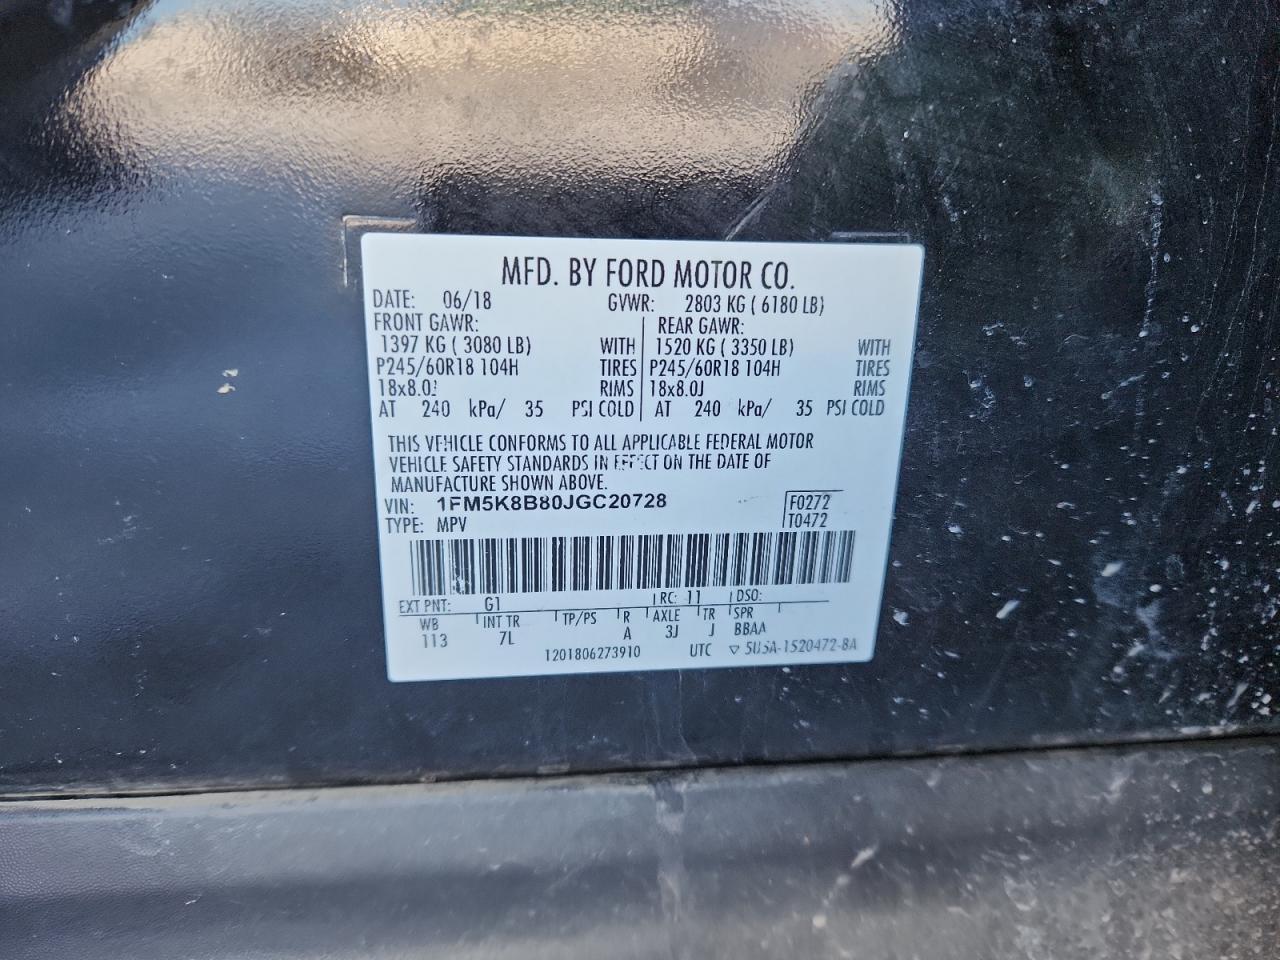 MFD. BY FORD MOTOR CO.
DATE: 06/18 GVWR: 2803 KG ( 6180 LB)
FRONT GAWR: REAR GAWR:
1397 KG ( 3080 LB) WITH 1520 KG ( 3350 LB) WITH
P245/60R18 104H TIRES P245/60R18 104H TIRES
18x8.0J RIMS 18x8.0J RIMS
AT 240 kPa/ 35 PSI COLD AT 240 kPa/ 35 PSI COLD
THIS VEHICLE CONFORMS TO ALL APPLICABLE FEDERAL MOTOR
VEHICLE SAFETY STANDARDS IN EFFECT ON THE DATE OF
MANUFACTURE SHOWN ABOVE.
VIN: 1FM5K8B80JGC20728 F0272
TYPE: MPV T0472
EXT PNT: G1 RC: 11 DSO:
WB INT TR TP/PS R AXLE TR SPR
113 7L A 3J J BBAA
1201806273910 UTC ▽ 5U5A-1520472-BA